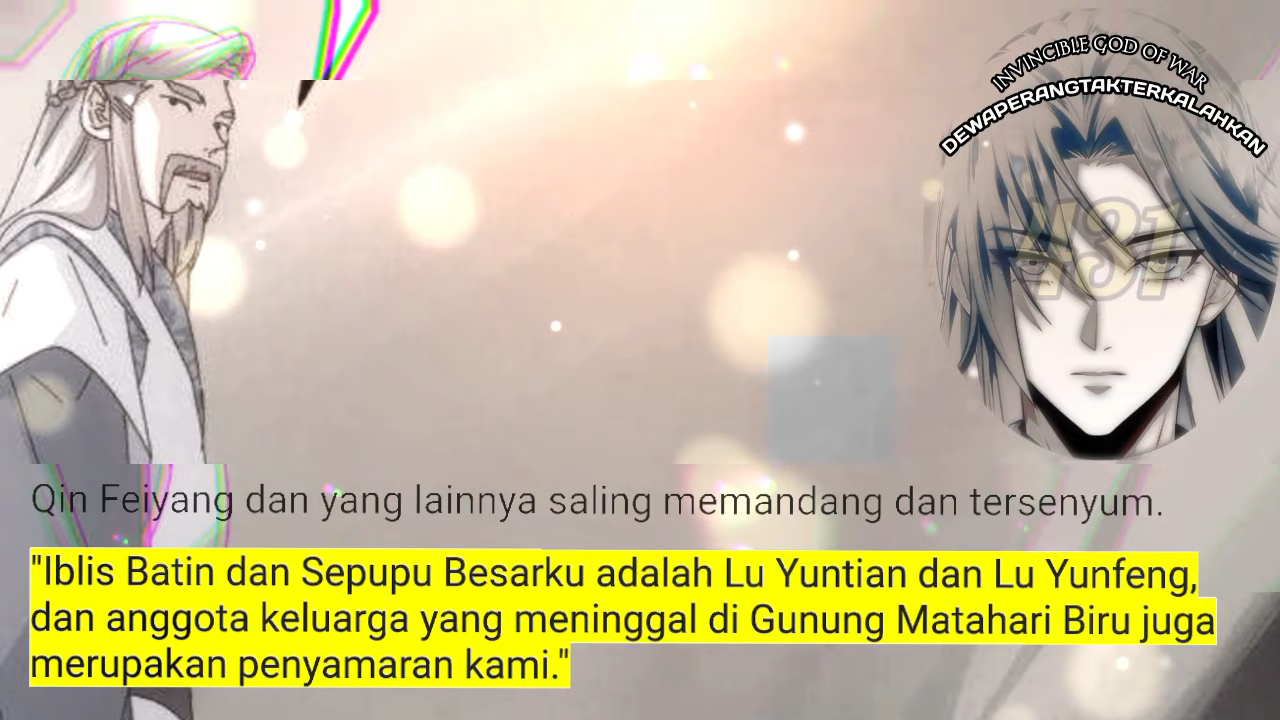 INVINCIBLE GOD OF WAR
DEWAPERANGTAKTERKALAHKAN
431
Qin Feiyang dan yang lainnya saling memandang dan tersenyum.
"Iblis Batin dan Sepupu Besarku adalah Lu Yuntian dan Lu Yunfeng,
dan anggota keluarga yang meninggal di Gunung Matahari Biru juga
merupakan penyamaran kami."